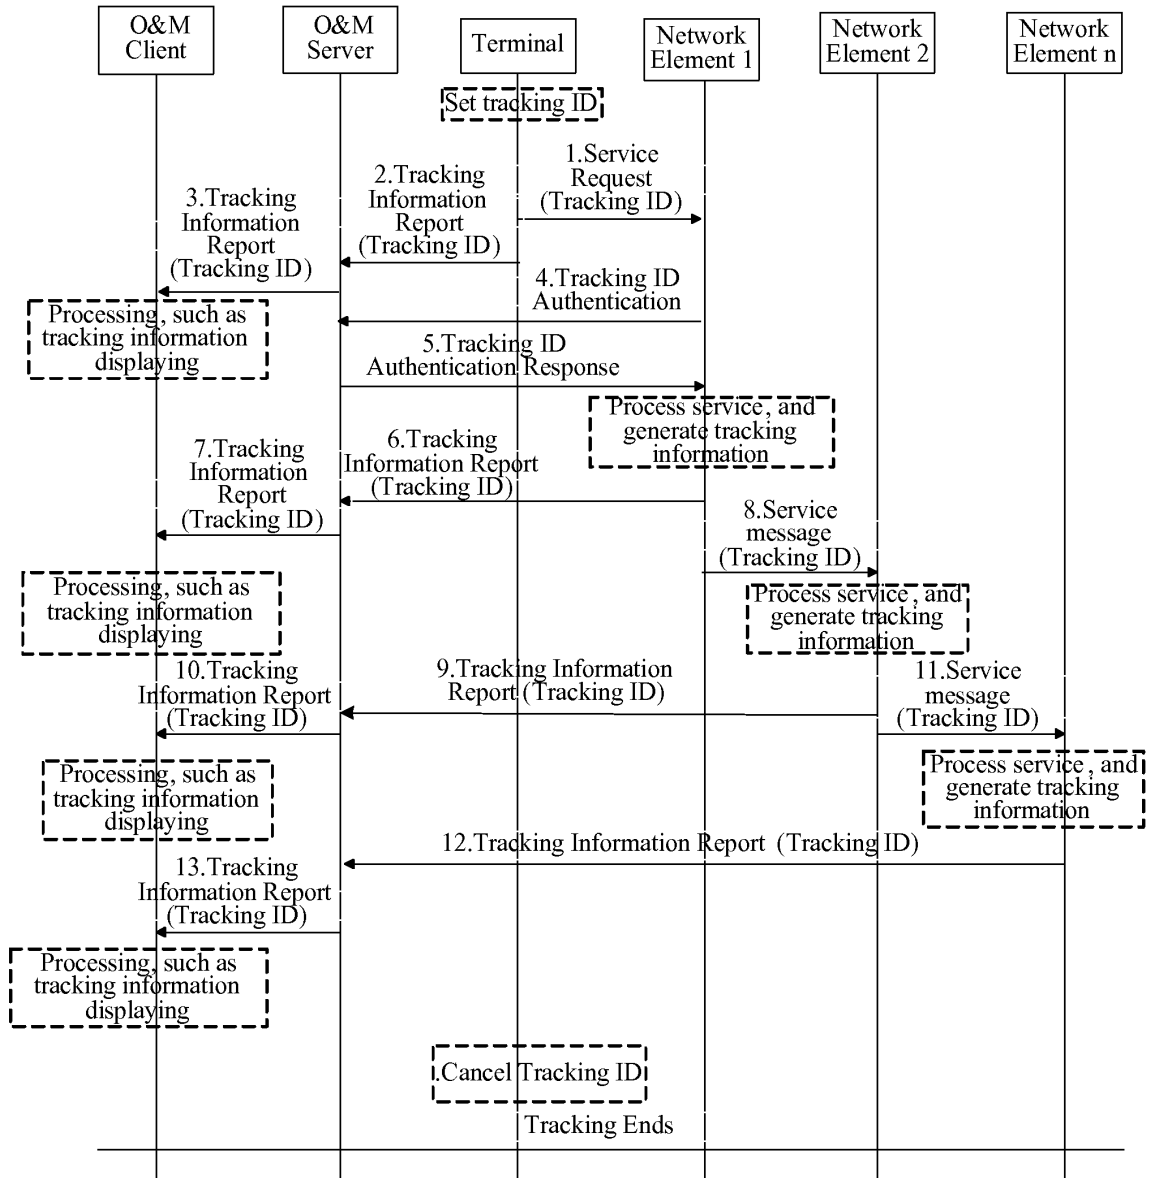 O&M
Client
O&M
Server
Terminal
Network
Element 1
Network
Element 2
Network
Element n
Set tracking ID
1.Service
Request
(Tracking ID)
2.Tracking
Information
Report
(Tracking ID)
3.Tracking
Information
Report
(Tracking ID)
4.Tracking ID
Authentication
Processing, such as
tracking information
displaying
5.Tracking ID
Authentication Response
Process service, and
generate tracking
information
6.Tracking
Information Report
(Tracking ID)
7.Tracking
Information
Report
(Tracking ID)
8.Service
message
(Tracking ID)
Processing, such as
tracking information
displaying
Process service, and
generate tracking
information
9.Tracking Information
Report (Tracking ID)
10.Tracking
Information Report
(Tracking ID)
11.Service
message
(Tracking ID)
Processing, such as
tracking information
displaying
Process service, and
generate tracking
information
12.Tracking Information Report (Tracking ID)
13.Tracking
Information Report
(Tracking ID)
Processing, such as
tracking information
displaying
.Cancel Tracking ID
Tracking Ends